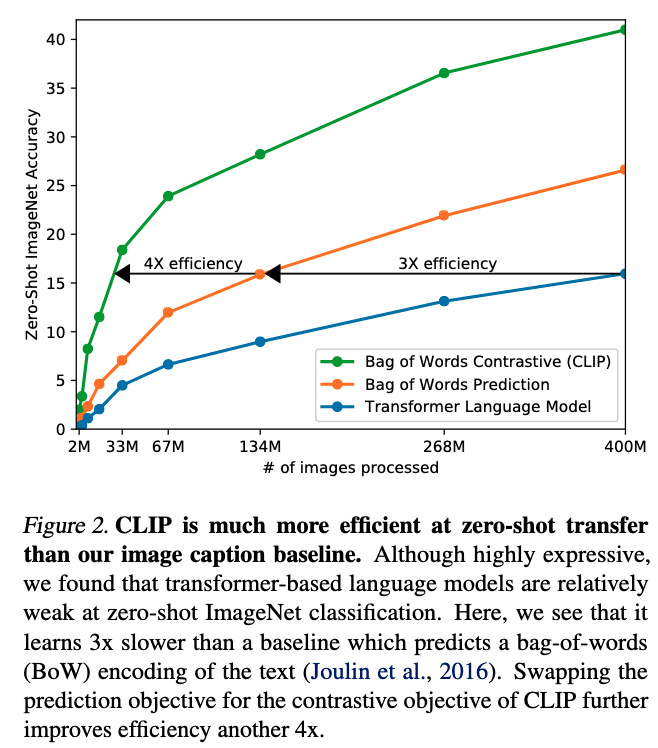 40
35
30
25
20
15
10
5
0
Zero-Shot ImageNet Accuracy
4X efficiency
3X efficiency
Bag of Words Contrastive (CLIP)
Bag of Words Prediction
Transformer Language Model
2M 33M 67M 134M 268M 400M
# of images processed
Figure 2. CLIP is much more efficient at zero-shot transfer
than our image caption baseline. Although highly expressive,
we found that transformer-based language models are relatively
weak at zero-shot ImageNet classification. Here, we see that it
learns 3x slower than a baseline which predicts a bag-of-words
(BoW) encoding of the text (Joulin et al., 2016). Swapping the
prediction objective for the contrastive objective of CLIP further
improves efficiency another 4x.